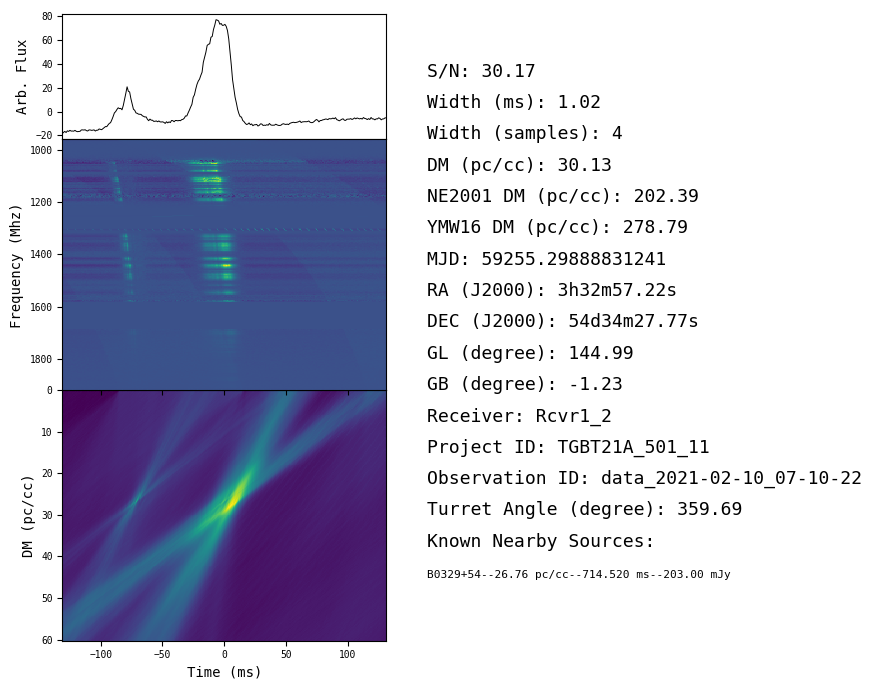 80
60
40
20
0
−20
Arb. Flux
1000
1200
1400
1600
1800
Frequency (Mhz)
0
10
20
30
40
50
60
DM (pc/cc)
−100 −50 0 50 100
Time (ms)
S/N: 30.17
Width (ms): 1.02
Width (samples): 4
DM (pc/cc): 30.13
NE2001 DM (pc/cc): 202.39
YMW16 DM (pc/cc): 278.79
MJD: 59255.29888831241
RA (J2000): 3h32m57.22s
DEC (J2000): 54d34m27.77s
GL (degree): 144.99
GB (degree): -1.23
Receiver: Rcvr1_2
Project ID: TGBT21A_501_11
Observation ID: data_2021-02-10_07-10-22
Turret Angle (degree): 359.69
Known Nearby Sources:
B0329+54--26.76 pc/cc--714.520 ms--203.00 mJy